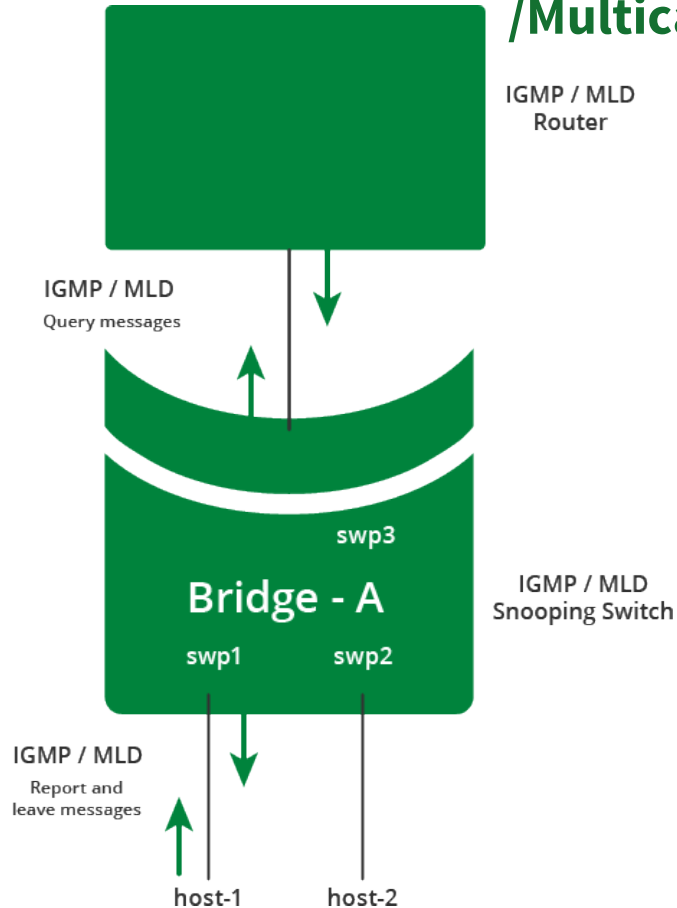 /Multica
IGMP / MLD
Router
IGMP / MLD
Query messages
swp3
Bridge - A
IGMP / MLD
Snooping Switch
swp1
swp2
IGMP / MLD
Report and
leave messages
host-1
host-2